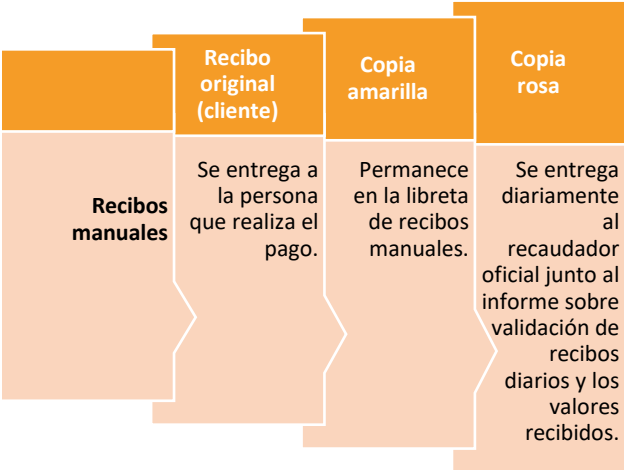 Recibos
manuales
Recibo
original
(cliente)
Se entrega a
la persona
que realiza el
pago.
Copia
amarilla
Permanece
en la libreta
de recibos
manuales.
Copia
rosa
Se entrega
diariamente
al
recaudador
oficial junto al
informe sobre
validación de
recibos
diarios y los
valores
recibidos.